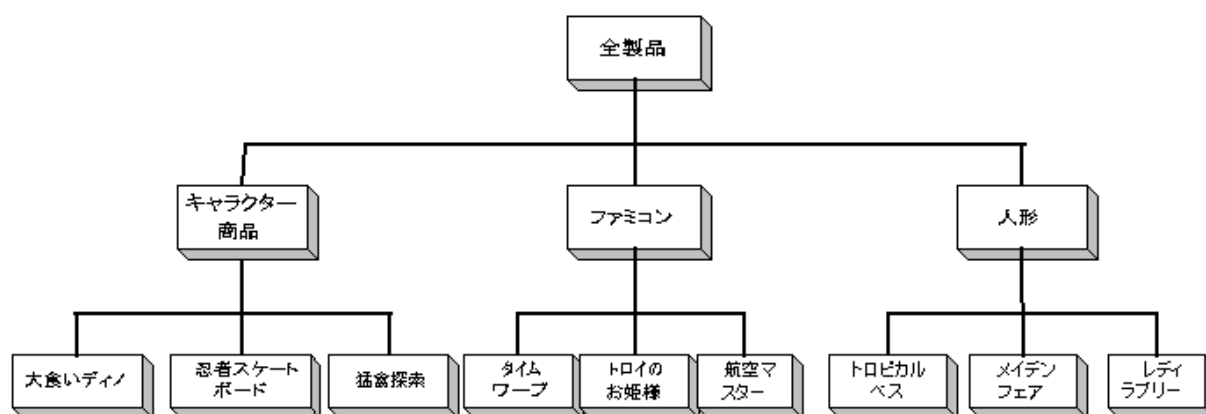 全製品
キャラクター
商品
ファミコン
人形
大食いディノ
忍者スケート
ボード
猛禽探索
タイム
ワープ
トロイの
お姫様
航空マ
スター
トロピカル
ベス
メイデン
フェア
レディ
ラブリー